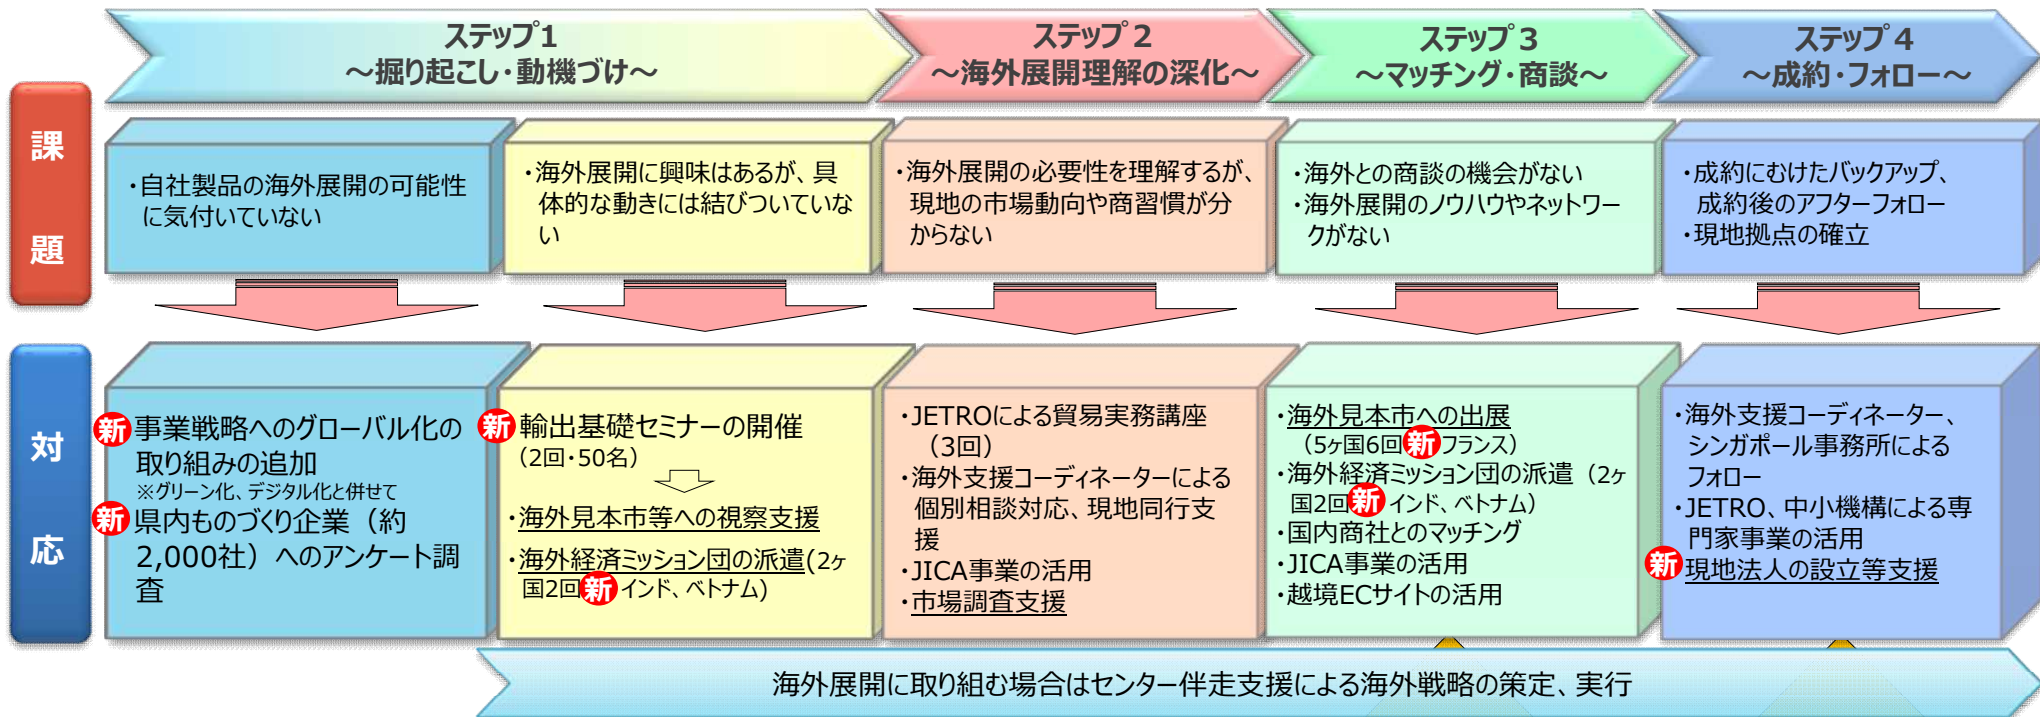 ステップ1
～掘り起こし・動機づけ～
ステップ２
～海外展開理解の深化～
ステップ３
～マッチング・商談～
ステップ４
～成約・フォロー～
課
題
・自社製品の海外展開の可能性
に気付いていない
・海外展開に興味はあるが、具
体的な動きには結びついていな
い
・海外展開の必要性を理解するが、
現地の市場動向や商習慣が分
からない
・海外との商談の機会がない
・海外展開のノウハウやネットワー
クがない
・成約にむけたバックアップ、
成約後のアフターフォロー
・現地拠点の確立
対
応
新 事業戦略へのグローバル化の
取り組みの追加
※グリーン化、デジタル化と併せて
新 県内ものづくり企業（約
2,000社）へのアンケート調
査
新 輸出基礎セミナーの開催
（2回・50名）
・海外見本市等への視察支援
・海外経済ミッション団の派遣(2ヶ
国2回 新 インド、ベトナム)
・JETROによる貿易実務講座
（3回）
・海外支援コーディネーターによる
個別相談対応、現地同行支
援
・JICA事業の活用
・市場調査支援
・海外見本市への出展
（5ヶ国6回 新 フランス）
・海外経済ミッション団の派遣（2ヶ
国2回 新 インド、ベトナム）
・国内商社とのマッチング
・JICA事業の活用
・越境ECサイトの活用
・海外支援コーディネーター、
シンガポール事務所による
フォロー
・JETRO、中小機構による専
門家事業の活用
新 現地法人の設立等支援
海外展開に取り組む場合はセンター伴走支援による海外戦略の策定、実行